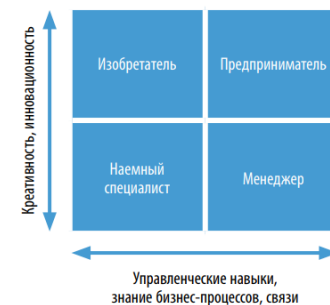 Креативность, инновационность
Изобретатель
Предприниматель
Наемный
специалист
Менеджер
Управленческие навыки,
знание бизнес-процессов, связи